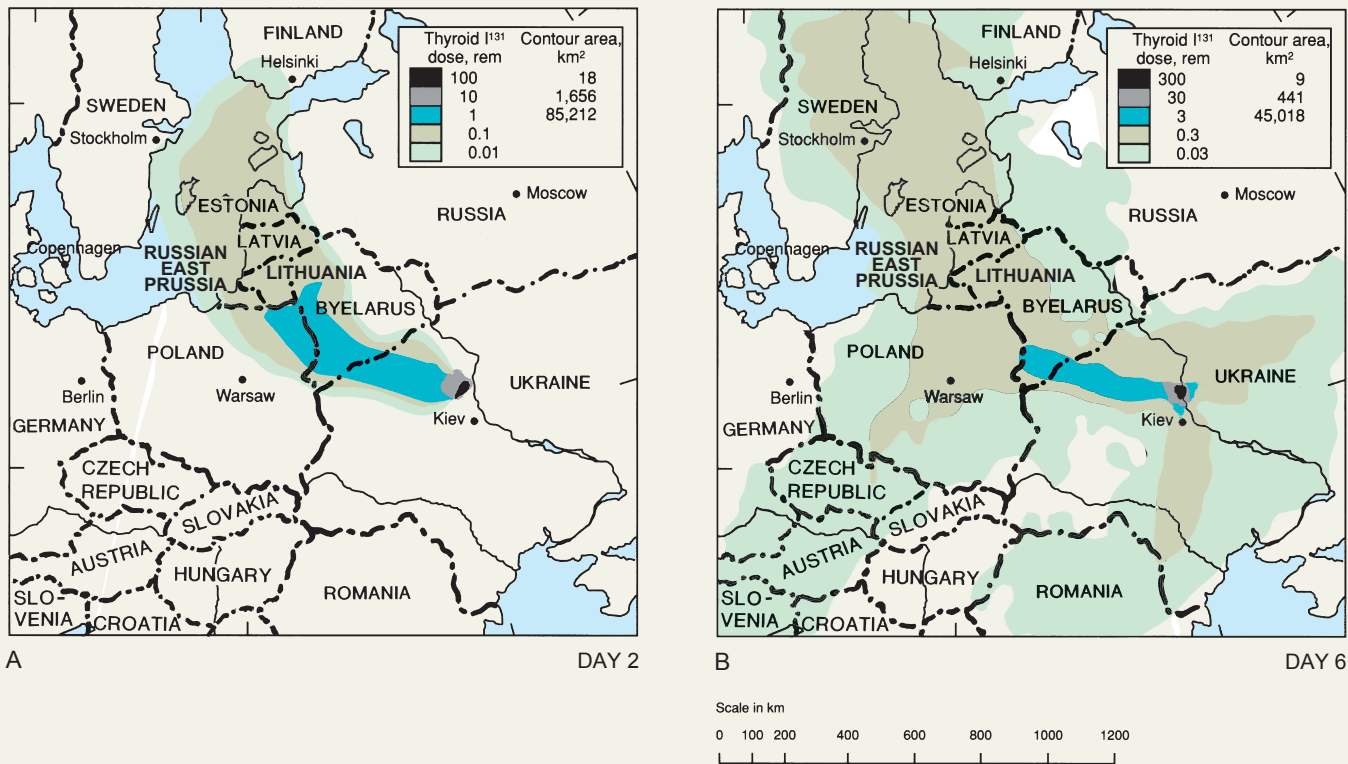 FINLAND
Helsinki
SWEDEN
Stockholm
Thyroid I¹³¹ Contour area,
dose, rem km²
100 18
10 1,656
1 85,212
0.1
0.01
Moscow
RUSSIA
ESTONIA
LATVIA
Copenhagen
RUSSIAN
EAST
PRUSSIA
LITHUANIA
BYELARUS
POLAND
UKRAINE
Berlin
Warsaw
Kiev
GERMANY
CZECH
REPUBLIC
SLOVAKIA
AUSTRIA
HUNGARY
ROMANIA
SLO-
VENIA
CROATIA
A
DAY 2
FINLAND
Helsinki
SWEDEN
Stockholm
Thyroid I¹³¹ Contour area,
dose, rem km²
300 9
30 441
3 45,018
0.3
0.03
Moscow
RUSSIA
ESTONIA
LATVIA
Copenhagen
RUSSIAN
EAST
PRUSSIA
LITHUANIA
BYELARUS
POLAND
UKRAINE
Berlin
Warsaw
Kiev
GERMANY
CZECH
REPUBLIC
SLOVAKIA
AUSTRIA
HUNGARY
ROMANIA
SLO-
VENIA
CROATIA
B
DAY 6
Scale in km
0 100 200 400 600 800 1000 1200